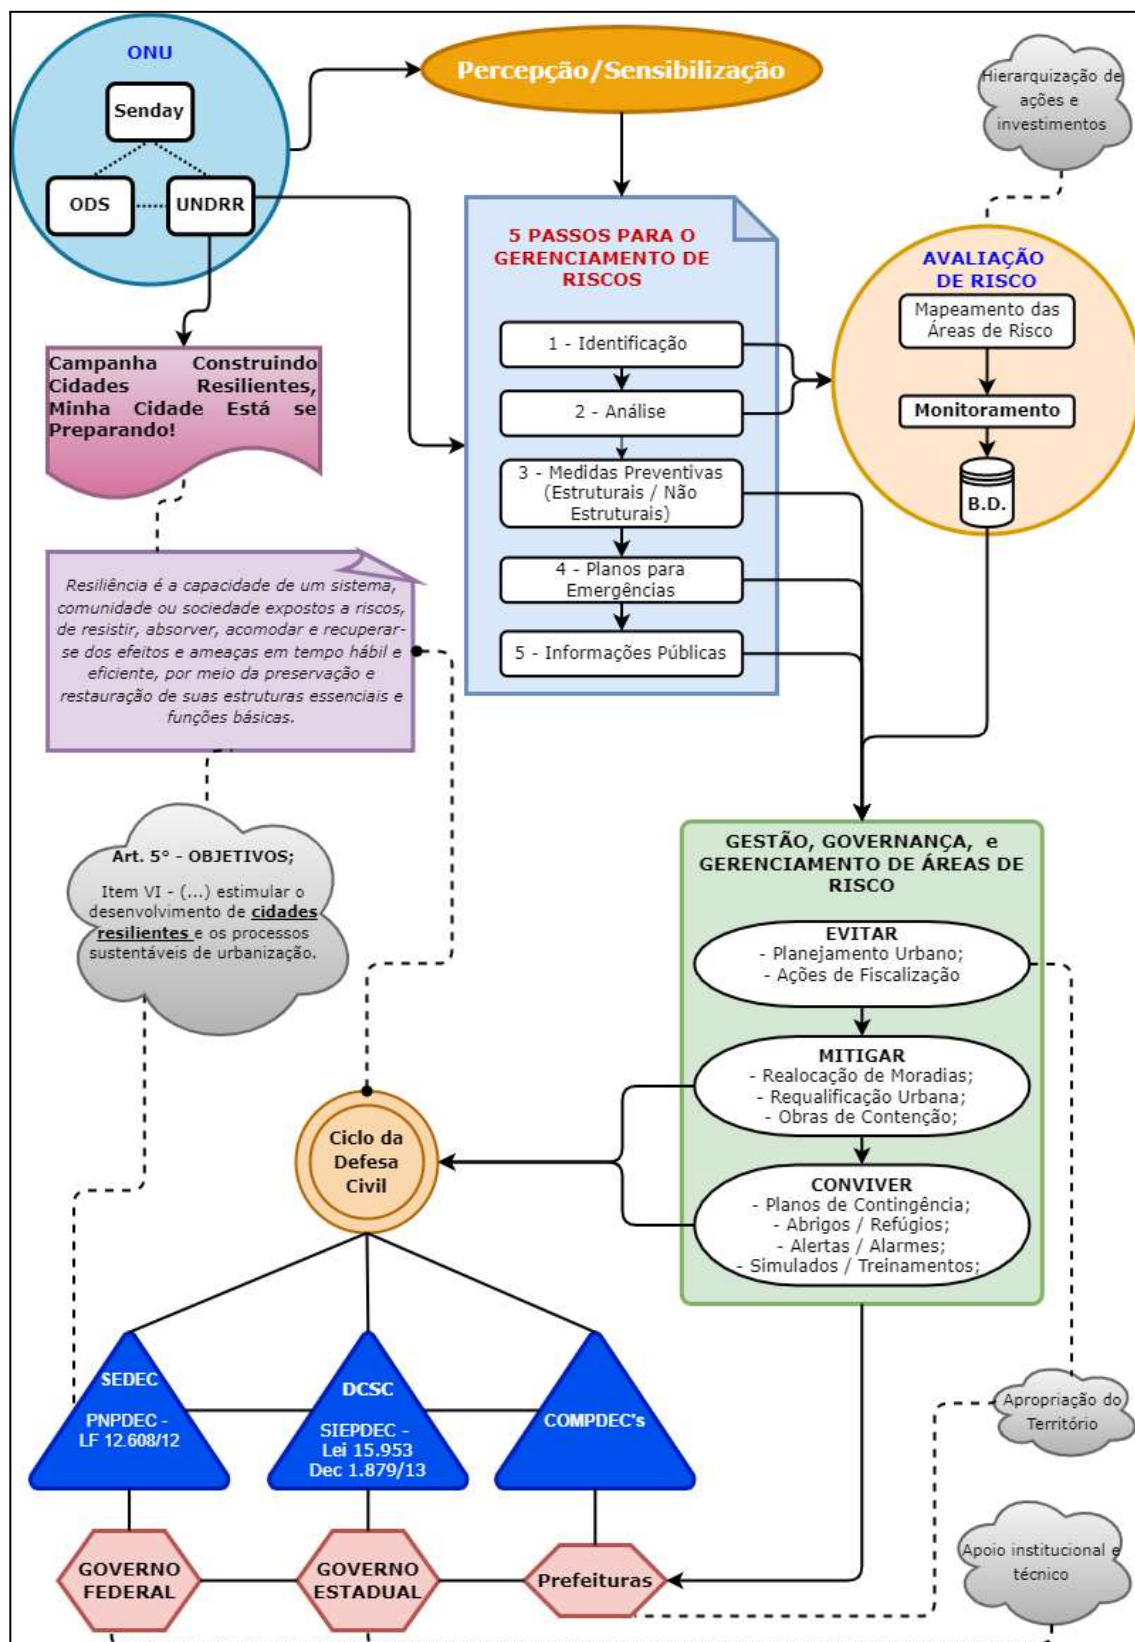 ONU
Senday
ODS
UNDRR
Percepção/Sensibilização
Hierarquização de
ações e
investimentos
5 PASSOS PARA O
GERENCIAMENTO DE
RISCOS
1 - Identificação
2 - Análise
3 - Medidas Preventivas
(Estruturais / Não
Estruturais)
4 - Planos para
Emergências
5 - Informações Públicas
AVALIAÇÃO
DE RISCO
Mapeamento das
Áreas de Risco
Monitoramento
B.D.
Campanha Construindo
Cidades Resilientes,
Minha Cidade Está se
Preparando!
Resiliência é a capacidade de um sistema,
comunidade ou sociedade expostos a riscos,
de resistir, absorver, acomodar e recuperar-
se dos efeitos e ameaças em tempo hábil e
eficiente, por meio da preservação e
restauração de suas estruturas essenciais e
funções básicas.
Art. 5° - OBJETIVOS;
Item VI - (...) estimular o
desenvolvimento de cidades
resilientes e os processos
sustentáveis de urbanização.
GESTÃO, GOVERNANÇA, e
GERENCIAMENTO DE ÁREAS DE
RISCO
EVITAR
- Planejamento Urbano;
- Ações de Fiscalização
MITIGAR
- Realocação de Moradias;
- Requalificação Urbana;
- Obras de Contenção;
CONVIVER
- Planos de Contingência;
- Abrigos / Refúgios;
- Alertas / Alarmes;
- Simulados / Treinamentos;
Ciclo da
Defesa
Civil
SEDEC
PNPDEC -
LF 12.608/12
DCSC
SIEPDEC -
Lei 15.953
Dec 1.879/13
COMPDEC's
Apropriação do
Território
GOVERNO
FEDERAL
GOVERNO
ESTADUAL
Prefeituras
Apoio institucional e
técnico